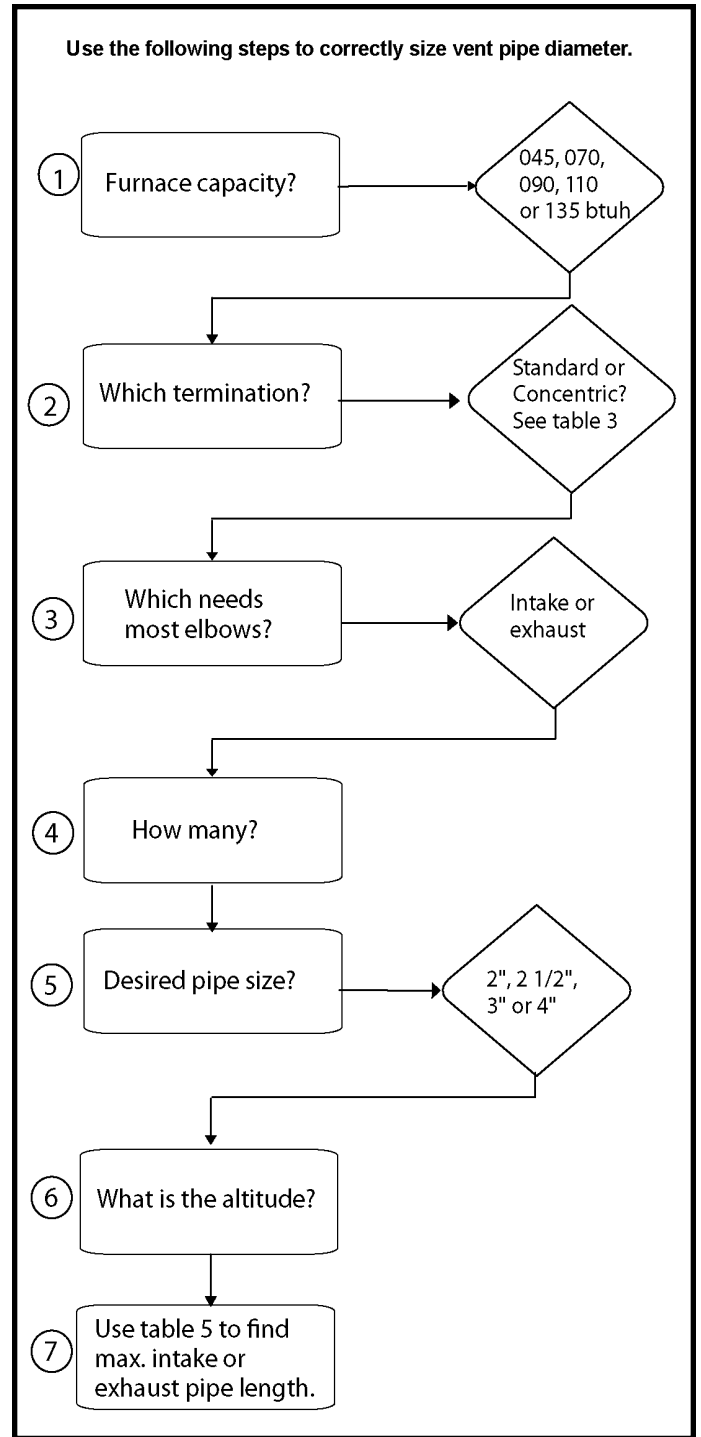 Use the following steps to correctly size vent pipe diameter.
1
Furnace capacity?
045, 070,
090, 110
or 135 btuh
2
Which termination?
Standard or
Concentric?
See table 3
3
Which needs
most elbows?
Intake or
exhaust
4
How many?
5
Desired pipe size?
2", 2 1/2",
3" or 4"
6
What is the altitude?
7
Use table 5 to find
max. intake or
exhaust pipe length.